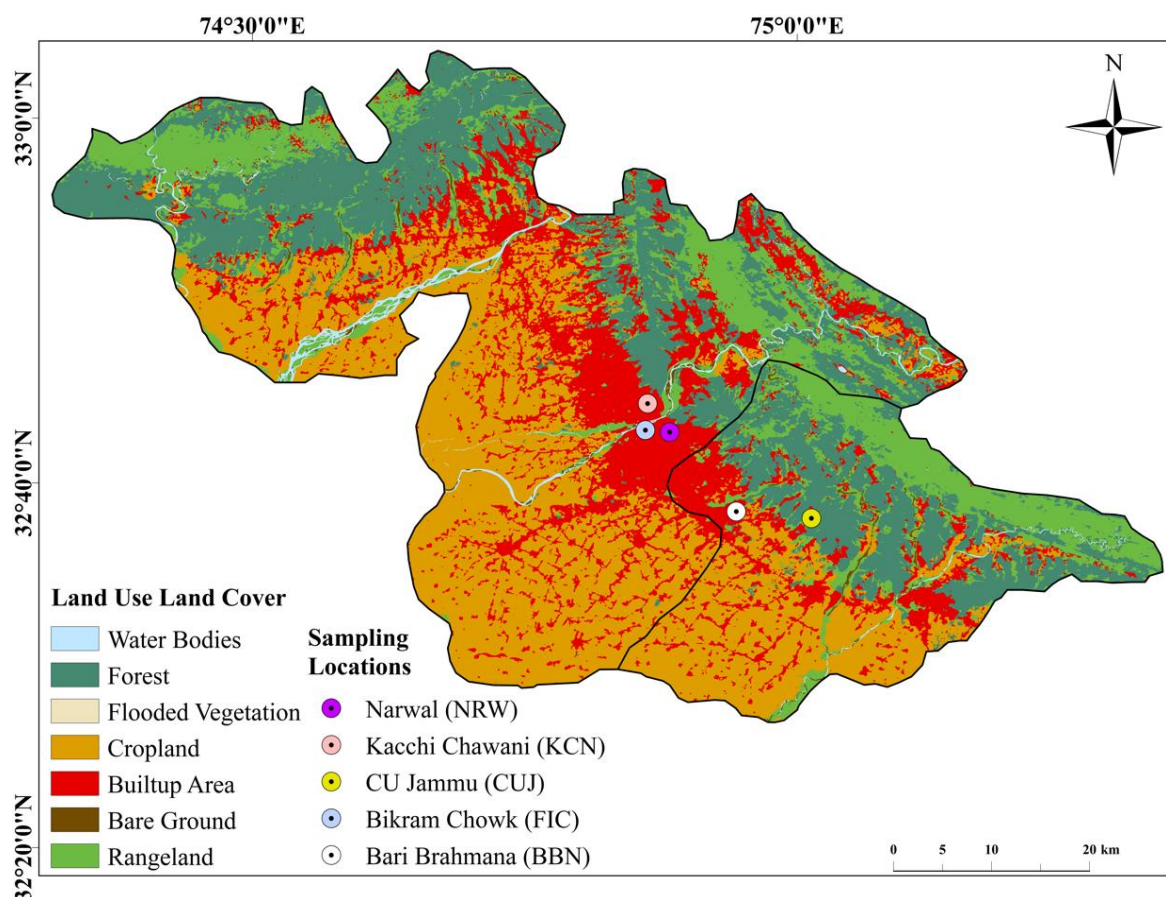 74°30'0"E
75°0'0"E
33°0'0"N
32°40'0"N
32°20'0"N
N
Land Use Land Cover
Water Bodies
Forest
Flooded Vegetation
Cropland
Builtup Area
Bare Ground
Rangeland
Sampling
Locations
Narwal (NRW)
Kacchi Chawani (KCN)
CU Jammu (CUJ)
Bikram Chowk (FIC)
Bari Brahmana (BBN)
0 5 10 20 km